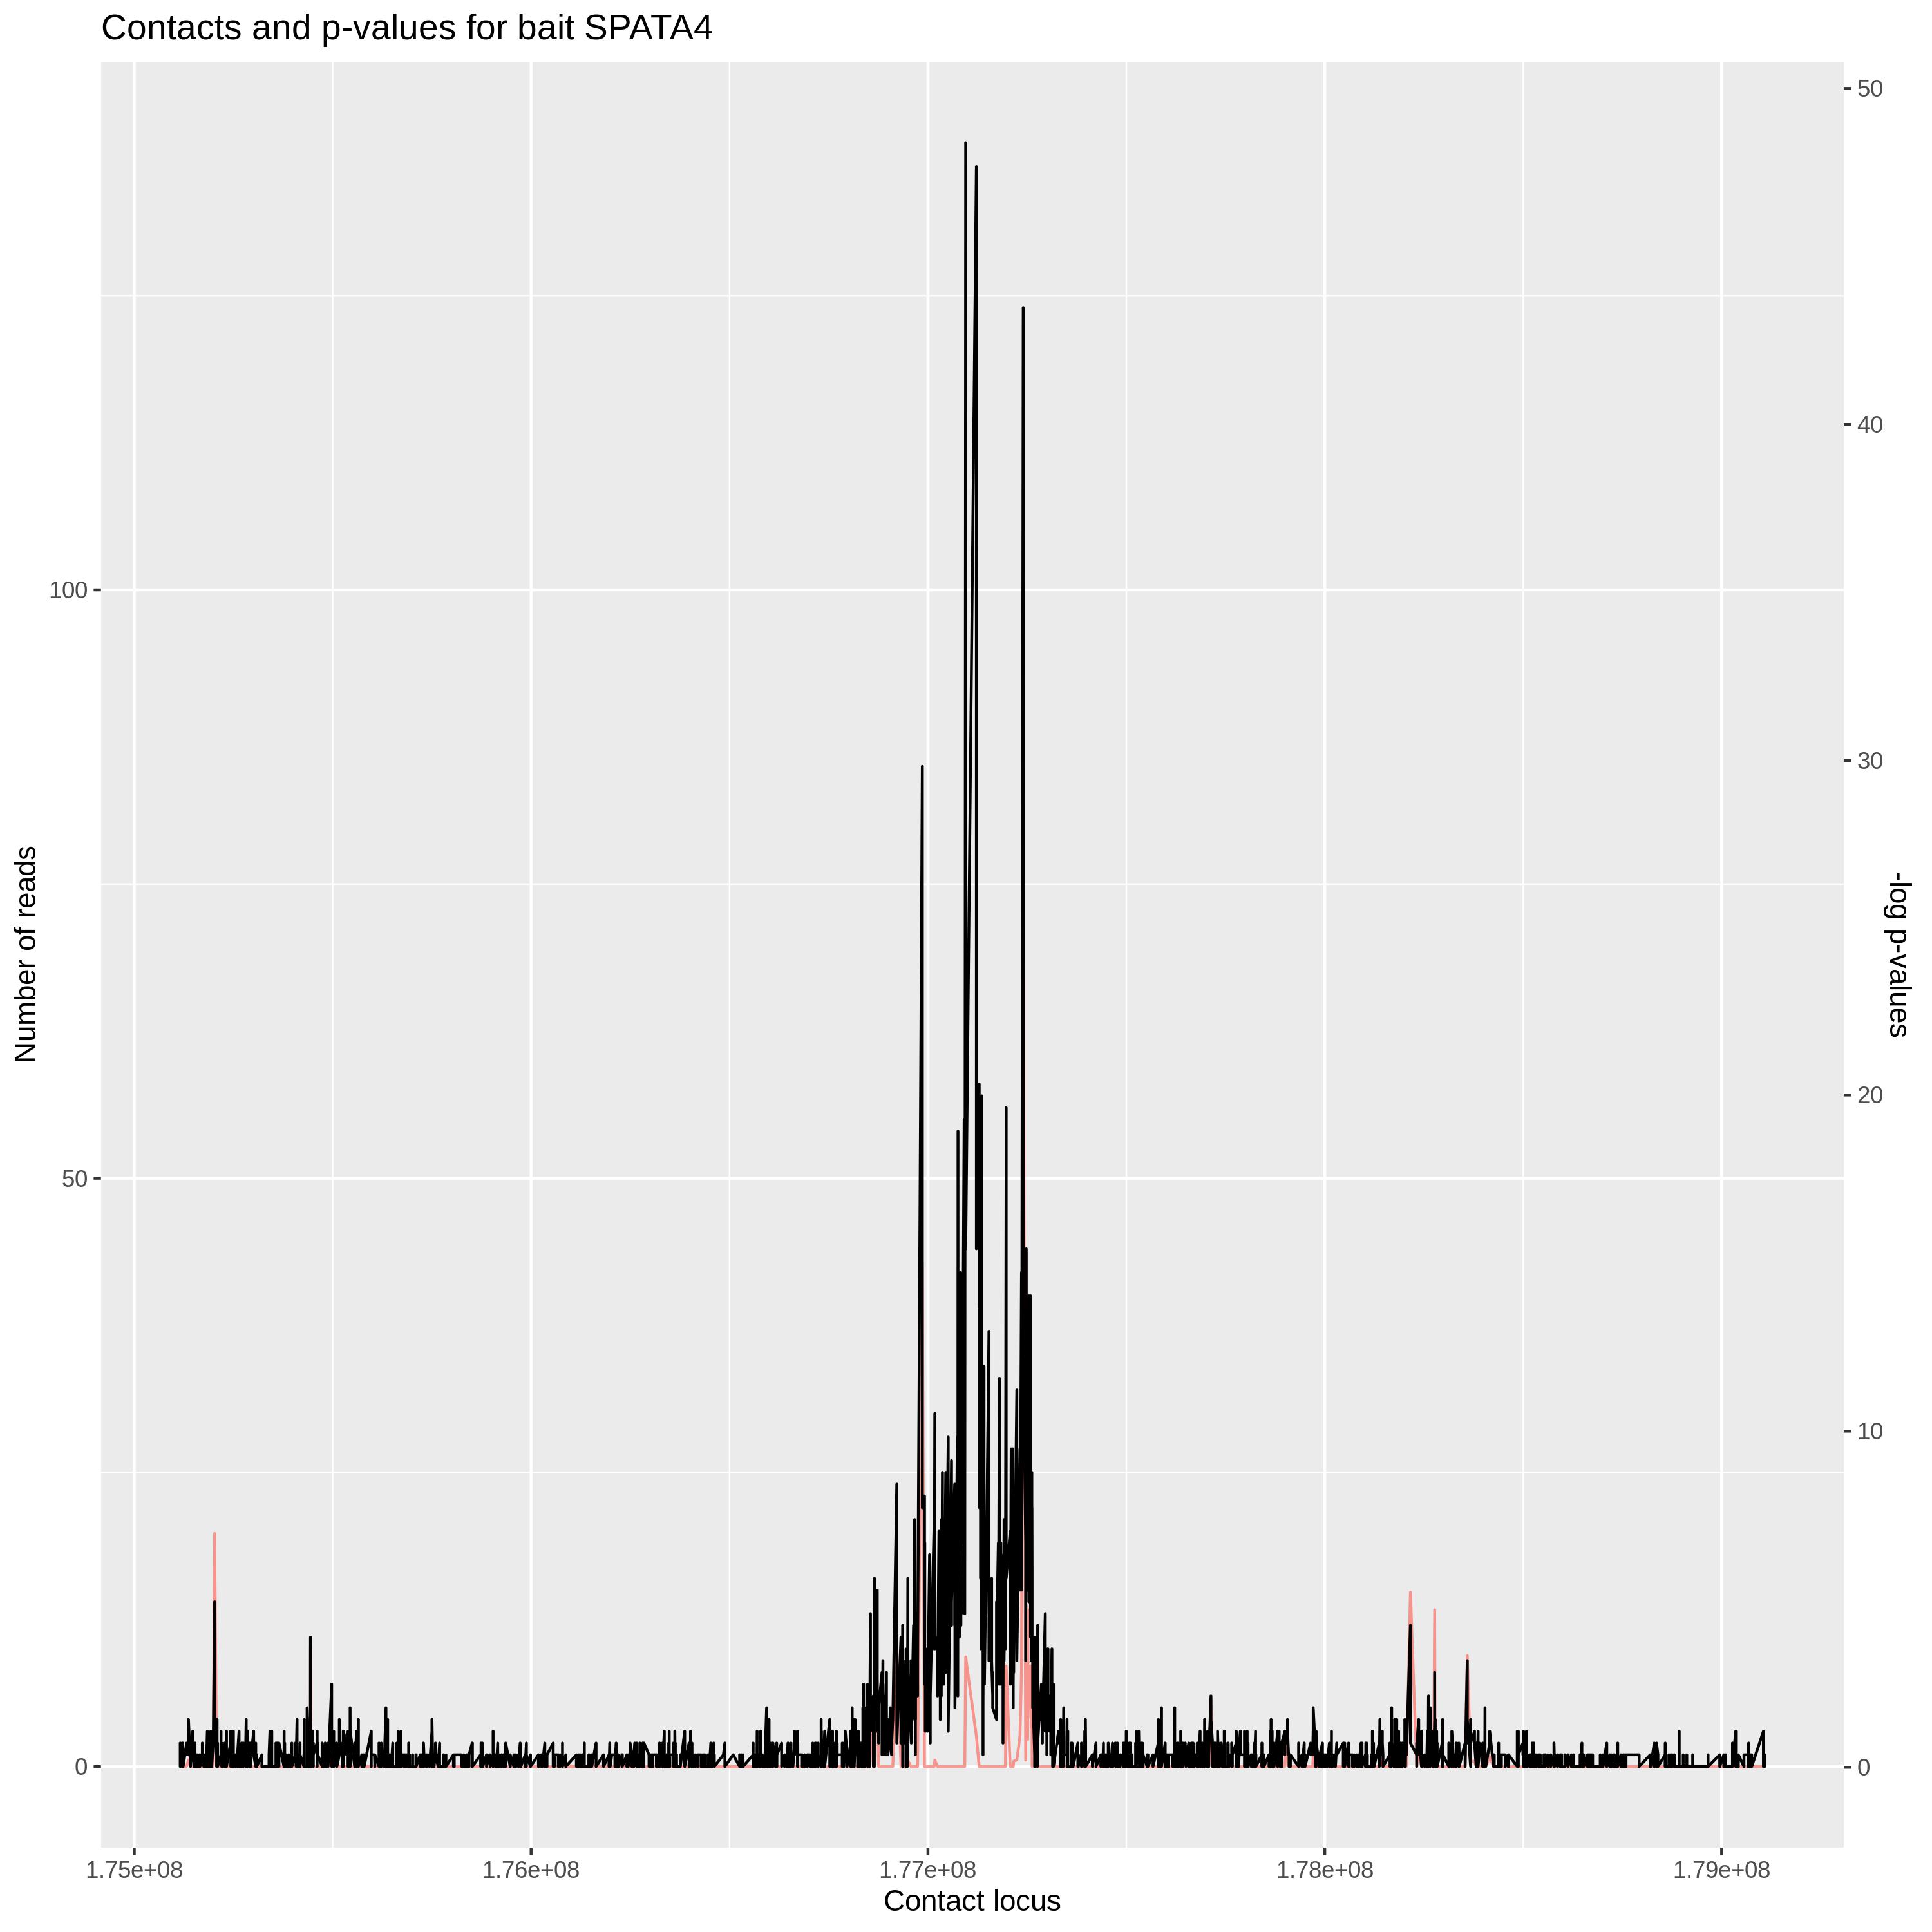 Contacts and p-values for bait SPATA4
50
40
30
20
10
0
-log p-values
100
50
0
Number of reads
1.75e+08 1.76e+08 1.77e+08 1.78e+08 1.79e+08
Contact locus